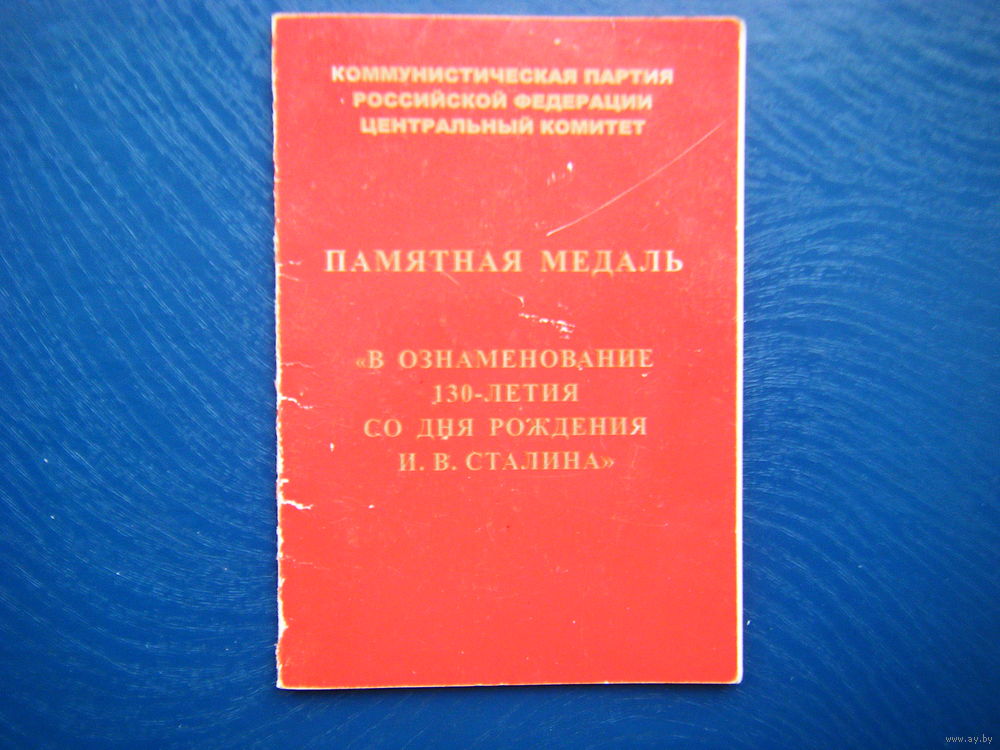 КОММУНИСТИЧЕСКАЯ ПАРТИЯ
РОССИЙСКОЙ ФЕДЕРАЦИИ
ЦЕНТРАЛЬНЫЙ КОМИТЕТ
ПАМЯТНАЯ МЕДАЛЬ
«В ОЗНАМЕНОВАНИЕ
130-ЛЕТИЯ
СО ДНЯ РОЖДЕНИЯ
И. В. СТАЛИНА»
www.ay.by